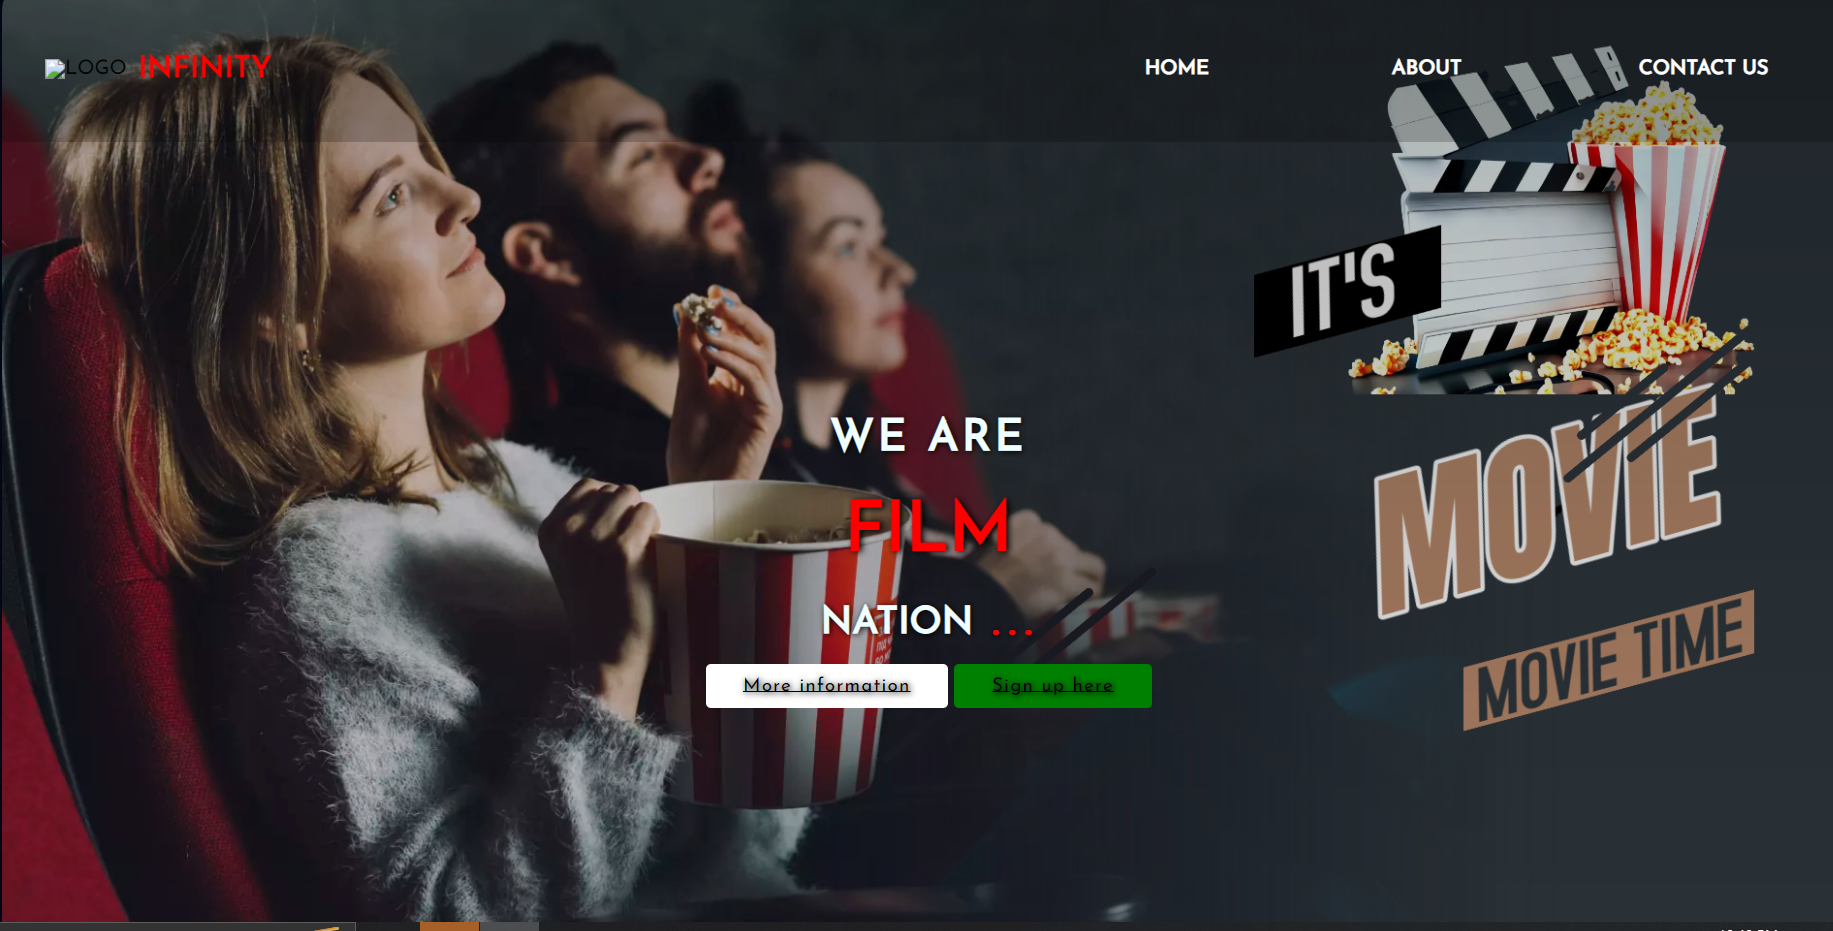 LOGO INFINITY
HOME ABOUT CONTACT US
IT'S
MOVIE
MOVIE TIME
WE ARE
FILM
NATION ...
More information
Sign up here